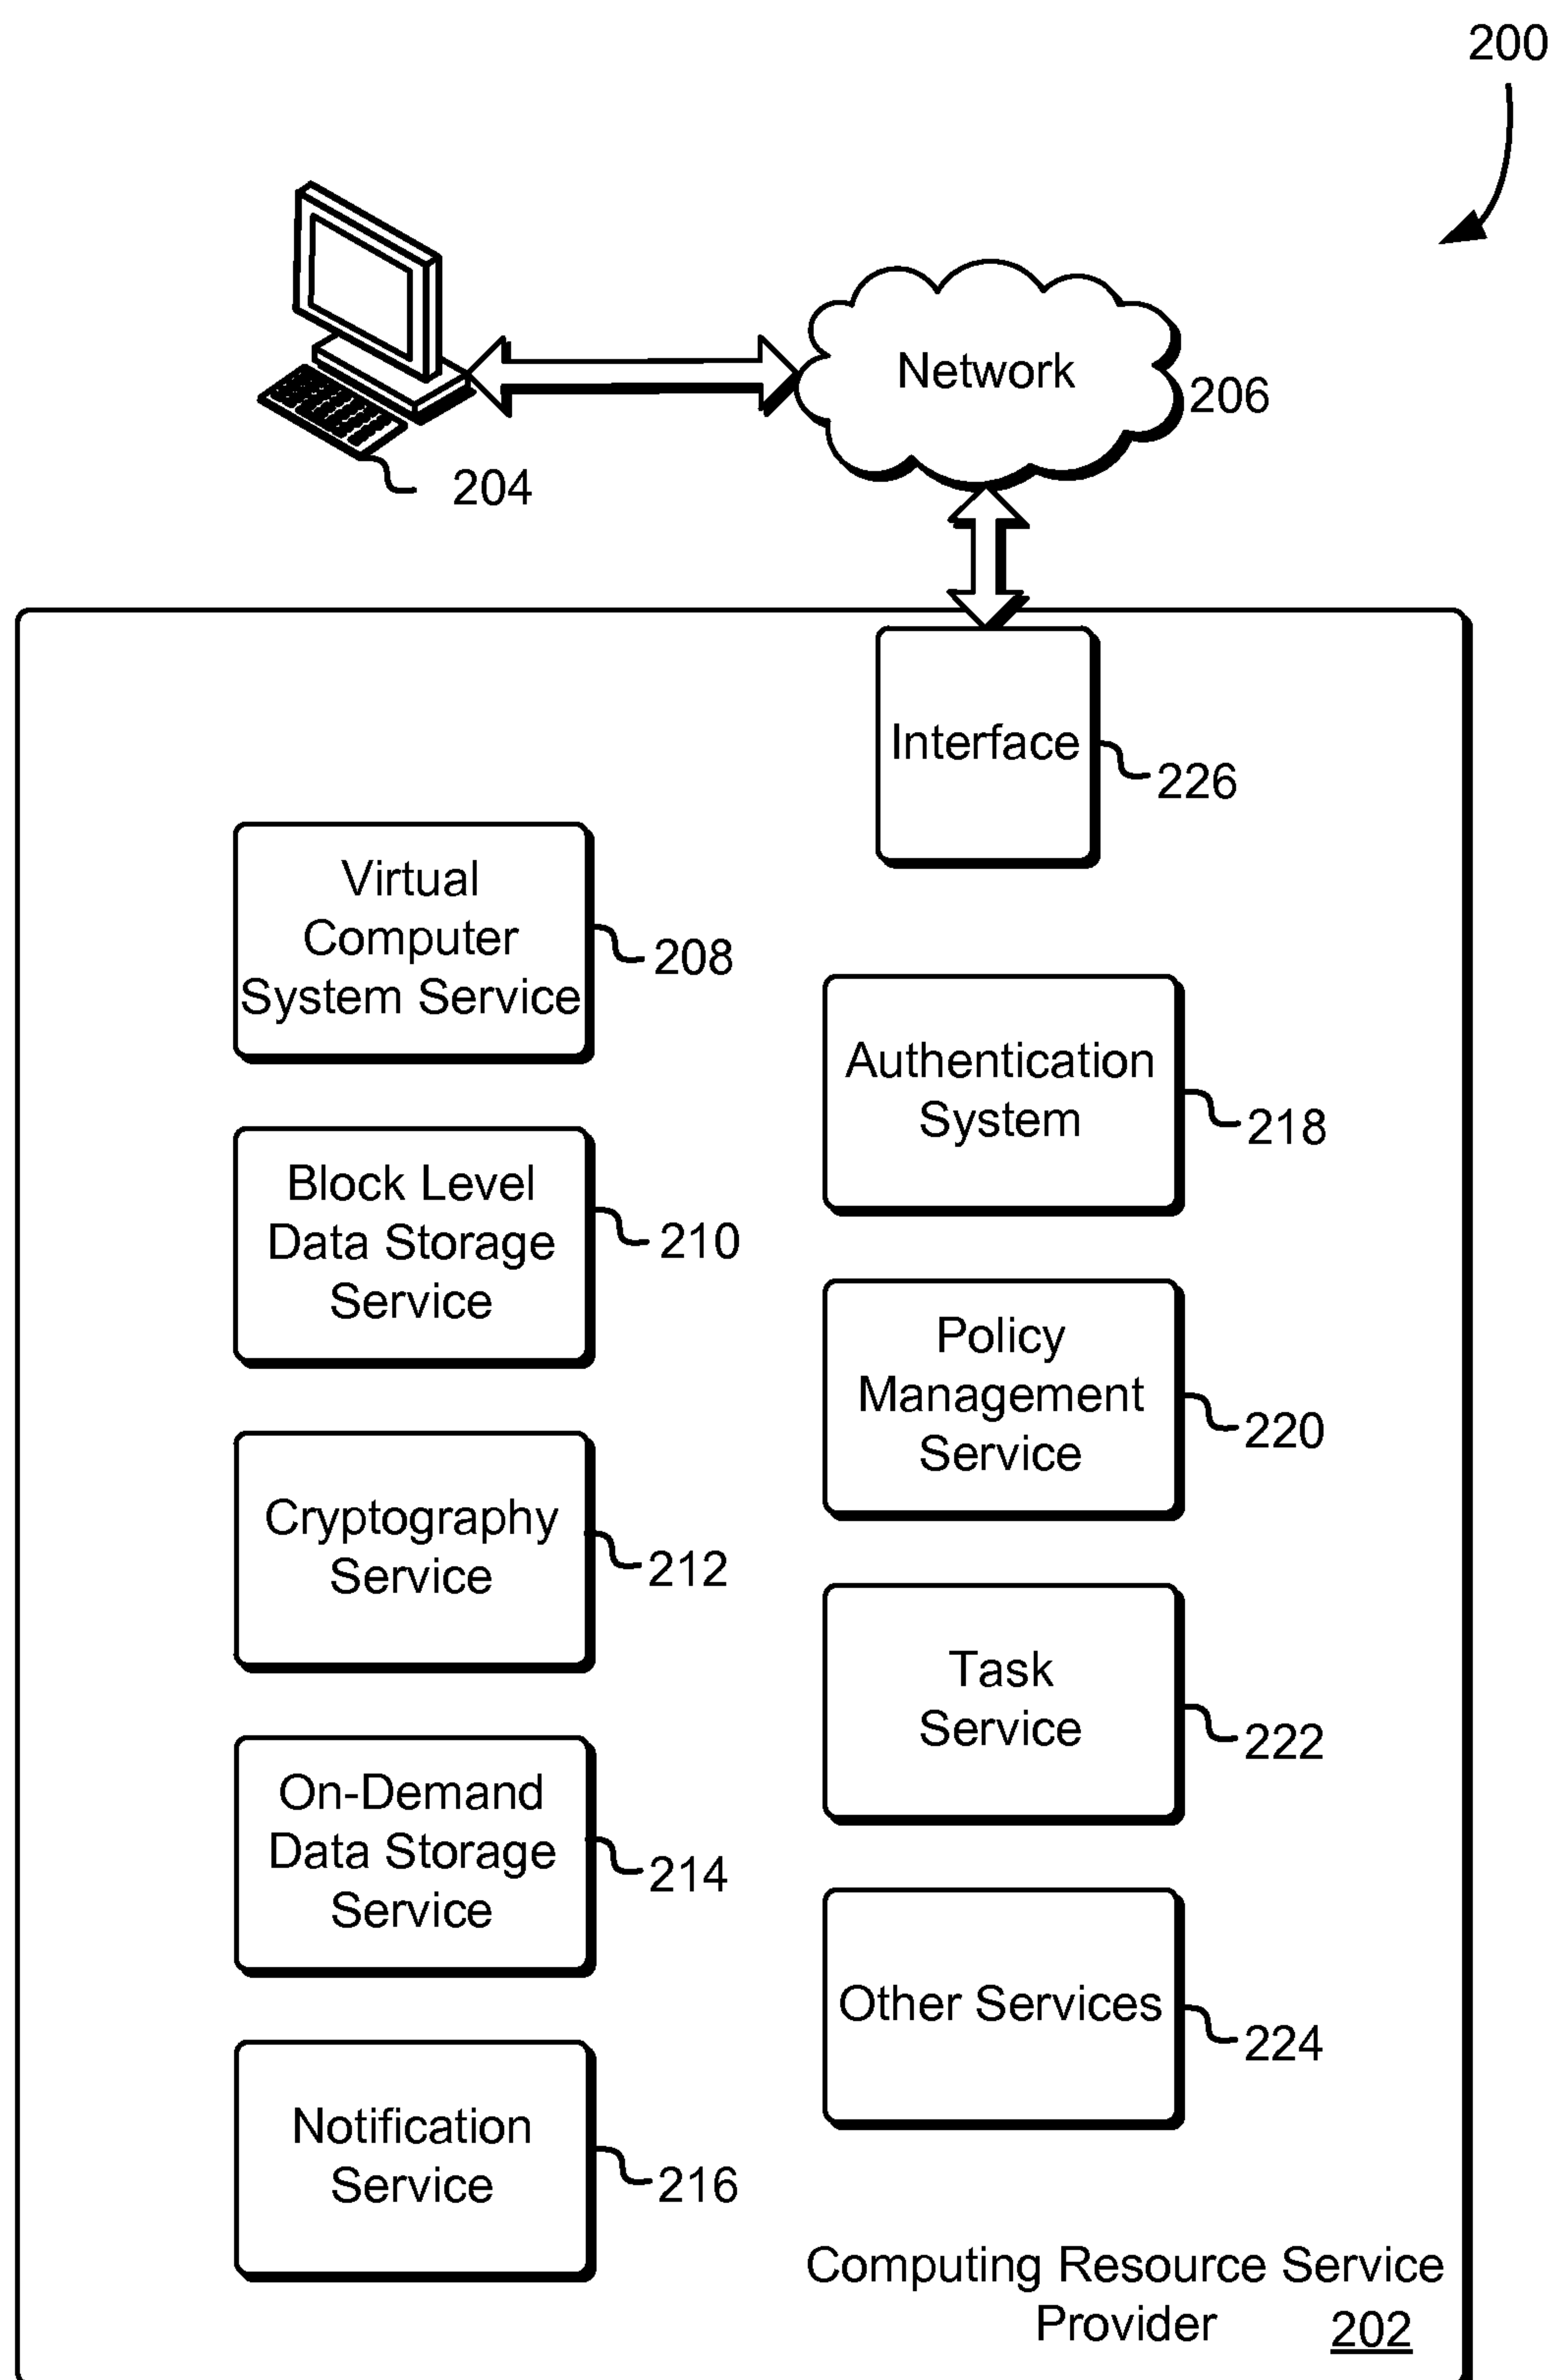 200
Network
206
204
Interface
226
Virtual
Computer
System Service
208
Block Level
Data Storage
Service
210
Cryptography
Service
212
On-Demand
Data Storage
Service
214
Notification
Service
216
Authentication
System
218
Policy
Management
Service
220
Task
Service
222
Other Services
224
Computing Resource Service
Provider 202